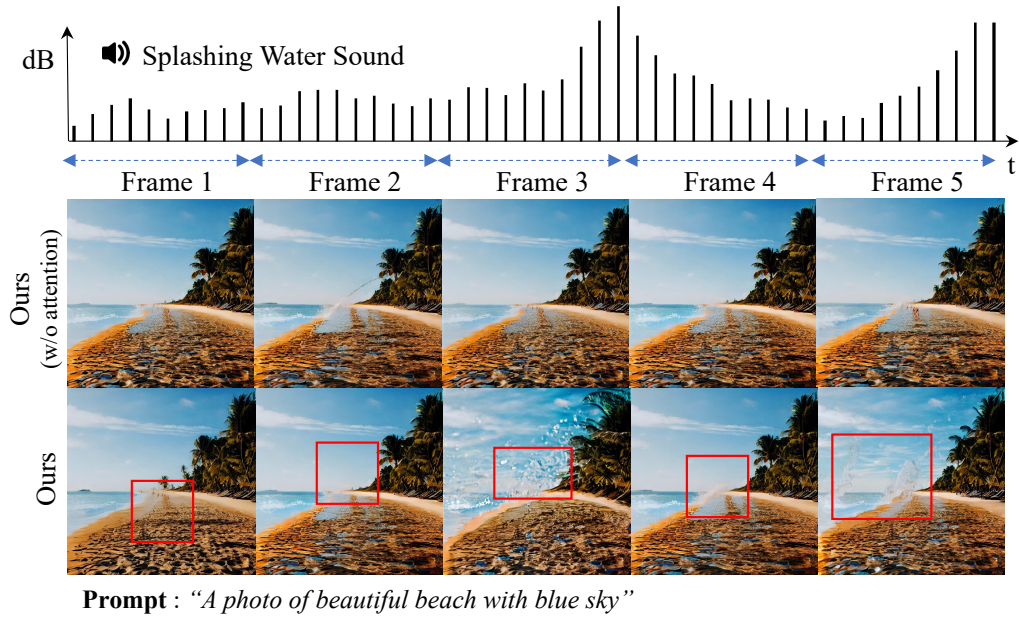 dB
Splashing Water Sound
t
Frame 1
Frame 2
Frame 3
Frame 4
Frame 5
Ours
(w/o attention)
Ours
Prompt : “A photo of beautiful beach with blue sky”